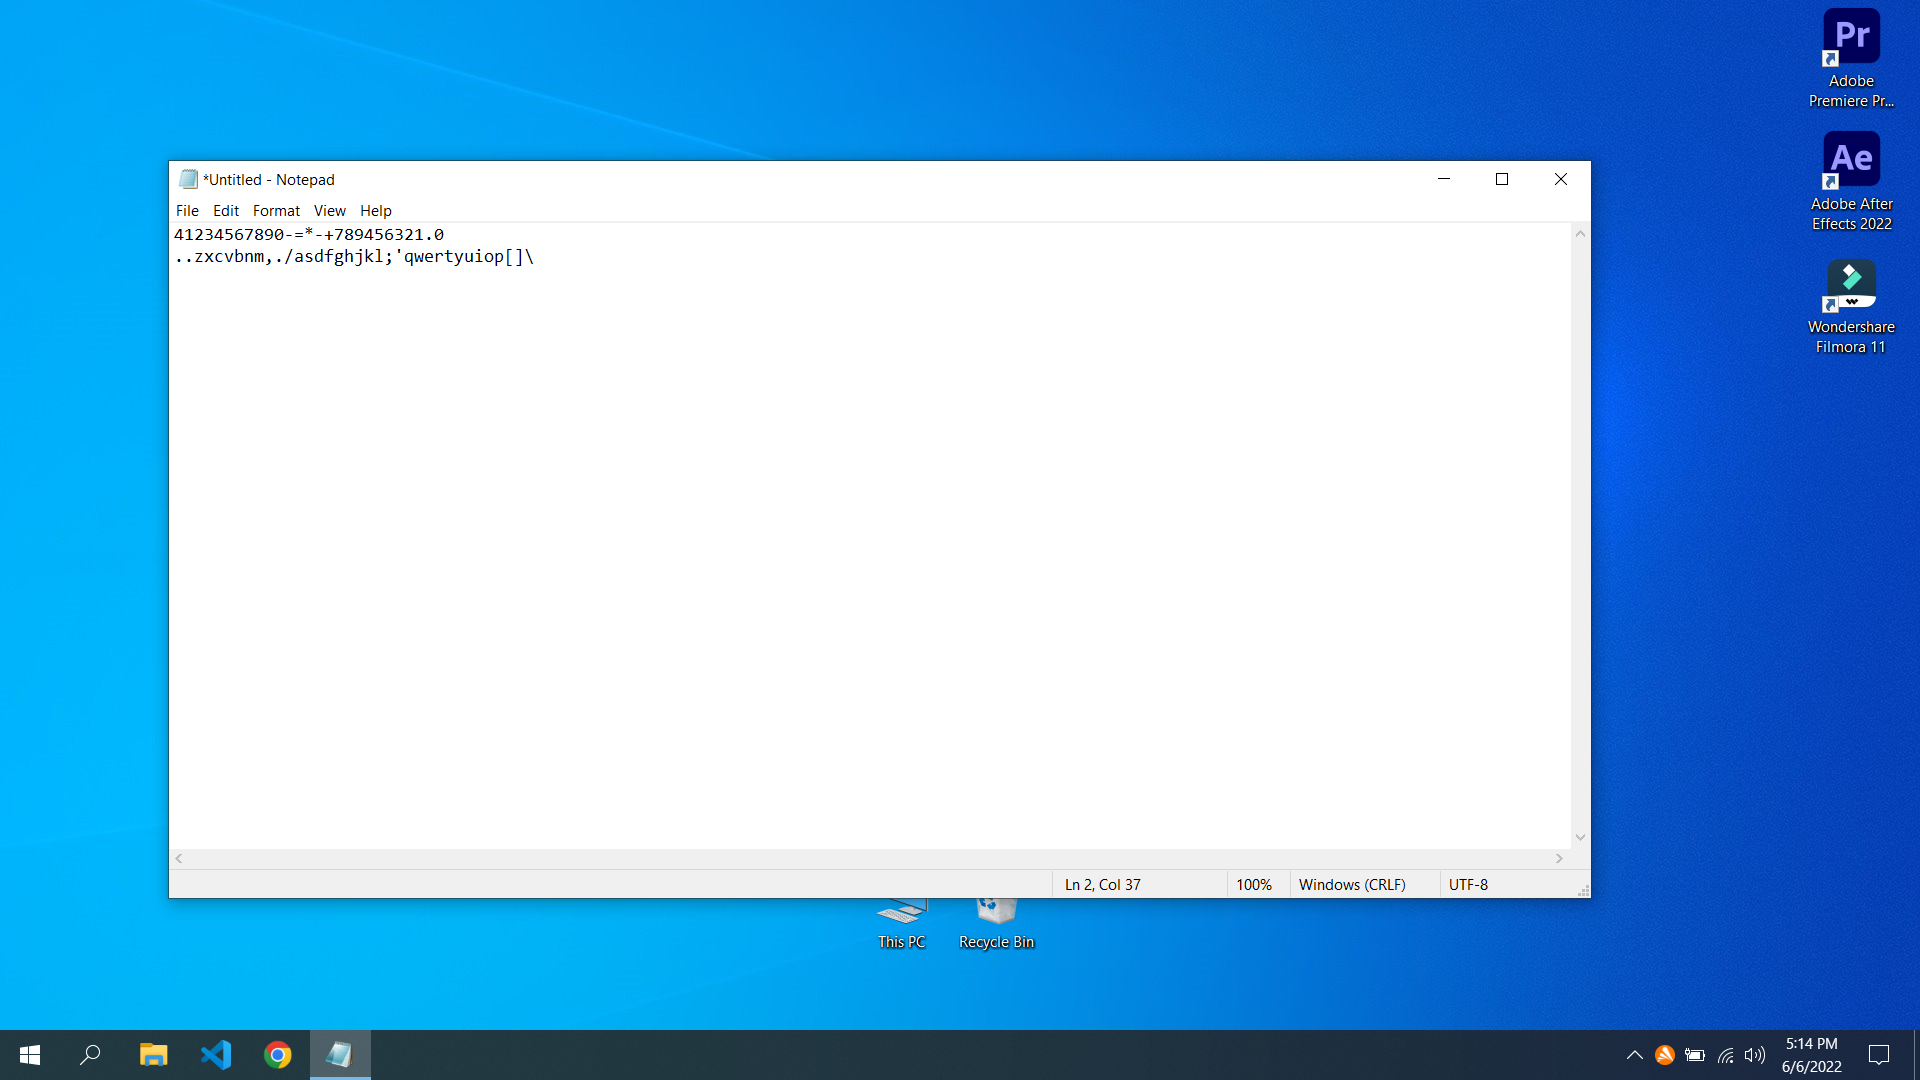 Pr
Adobe
Premiere Pr...
Ae
Adobe After
Effects 2022
Wondershare
Filmora 11
*Untitled - Notepad
File Edit Format View Help
41234567890-=*-+789456321.0
..zxcvbnm,./asdfghjkl;'qwertyuiop[]\
Ln 2, Col 37 100% Windows (CRLF) UTF-8
This PC Recycle Bin
5:14 PM
6/6/2022